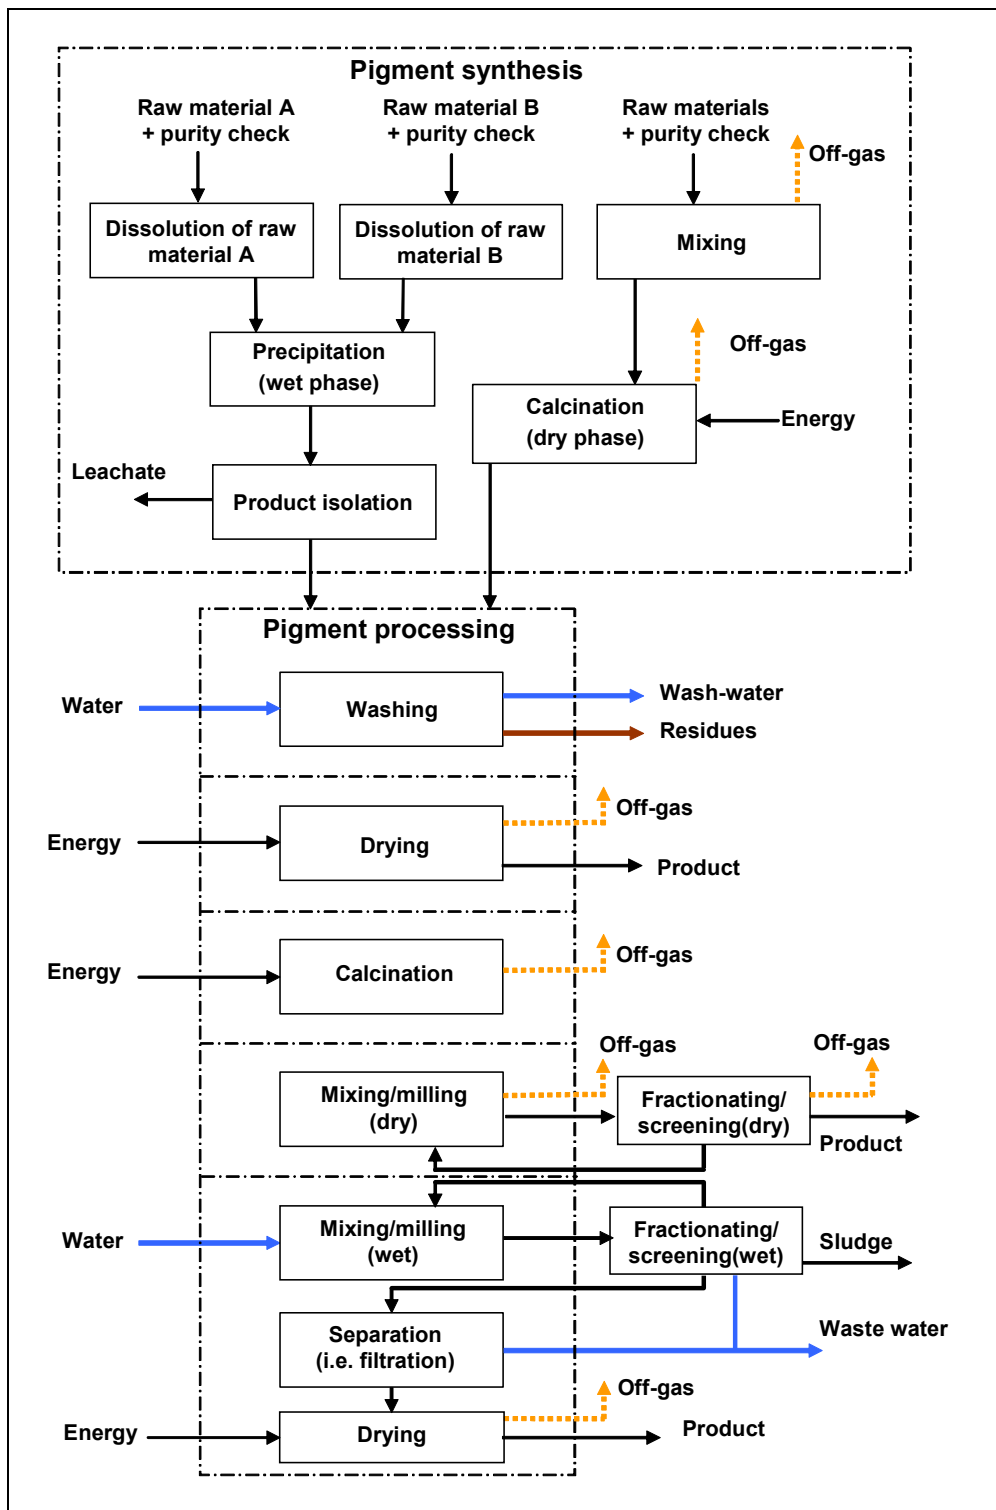 Pigment synthesis
Raw material A
+ purity check
Raw material B
+ purity check
Raw materials
+ purity check
Off-gas
Dissolution of raw
material A
Dissolution of raw
material B
Mixing
Precipitation
(wet phase)
Off-gas
Calcination
(dry phase)
Energy
Leachate
Product isolation
Pigment processing
Water
Washing
Wash-water
Residues
Energy
Drying
Off-gas
Product
Energy
Calcination
Off-gas
Mixing/milling
(dry)
Off-gas
Fractionating/
screening(dry)
Off-gas
Product
Water
Mixing/milling
(wet)
Fractionating/
screening(wet)
Sludge
Separation
(i.e. filtration)
Waste water
Energy
Drying
Off-gas
Product